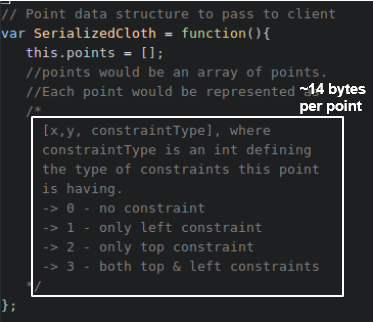 // Point data structure to pass to client
var SerializedCloth = function(){
this.points = [];
//points would be an array of points.
//Each point would be represented as
~14 bytes
per point
/*
[x,y, constraintType], where
constraintType is an int defining
the type of constraints this point
is having.
-> 0 - no constraint
-> 1 - only left constraint
-> 2 - only top constraint
-> 3 - both top & left constraints
*/
};